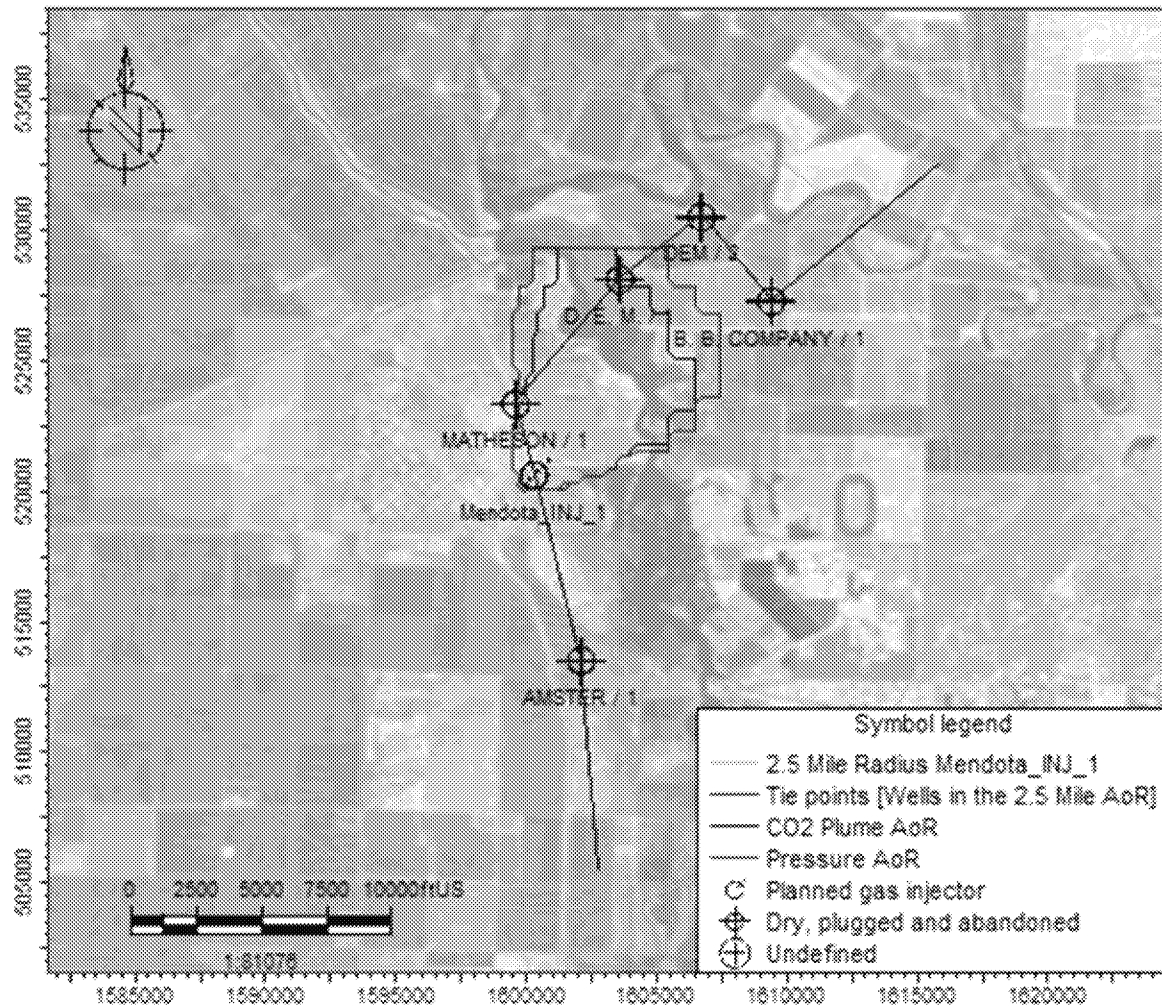 535000
530000
525000
520000
515000
510000
505000
DEM / 2
D. E. M.
B. B. COMPANY / 1
MATHESON / 1
Mendota_INJ_1
AMSTER / 1
Symbol legend
2.5 Mile Radius Mendota_INJ_1
Tie points [Wells in the 2.5 Mile AoR]
CO2 Plume AoR
Pressure AoR
Planned gas injector
Dry, plugged and abandoned
Undefined
0 2500 5000 7500 10000ftUS
1:81076
1585000 1590000 1595000 1600000 1605000 1610000 1615000 1620000